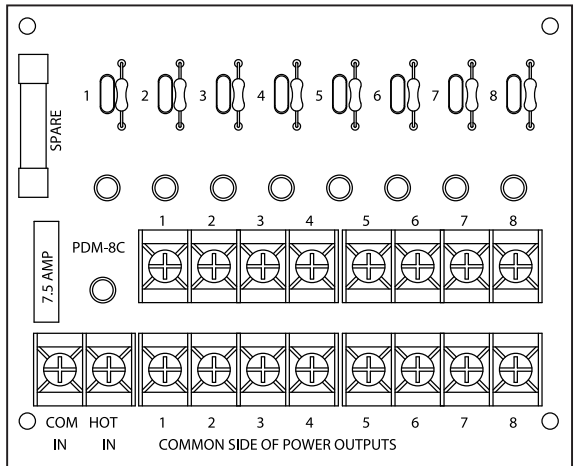 1 2 3 4 5 6 7 8
SPARE
1 2 3 4 5 6 7 8
PDM-8C
7.5 AMP
COM HOT 1 2 3 4 5 6 7 8
IN IN COMMON SIDE OF POWER OUTPUTS